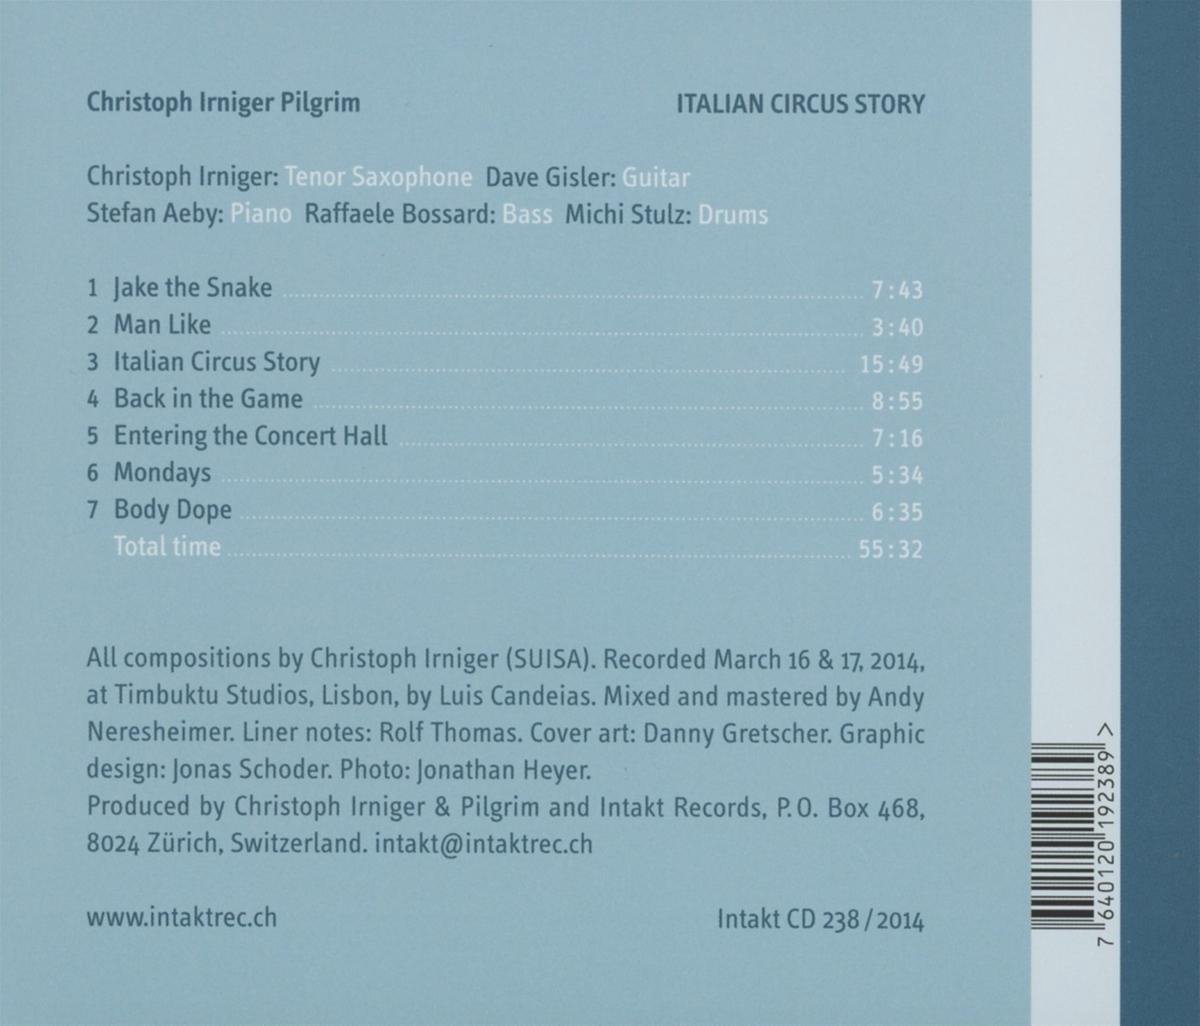 Christoph Irniger Pilgrim ITALIAN CIRCUS STORY
Christoph Irniger: Tenor Saxophone Dave Gisler: Guitar
Stefan Aeby: Piano Raffaele Bossard: Bass Michi Stulz: Drums
1 Jake the Snake 7:43
2 Man Like 3:40
3 Italian Circus Story 15:49
4 Back in the Game 8:55
5 Entering the Concert Hall 7:16
6 Mondays 5:34
7 Body Dope 6:35
Total time 55:32
All compositions by Christoph Irniger (SUISA). Recorded March 16 & 17, 2014,
at Timbuktu Studios, Lisbon, by Luis Candeias. Mixed and mastered by Andy
Neresheimer. Liner notes: Rolf Thomas. Cover art: Danny Gretscher. Graphic
design: Jonas Schoder. Photo: Jonathan Heyer.
Produced by Christoph Irniger & Pilgrim and Intakt Records, P.O. Box 468,
8024 Zürich, Switzerland. intakt@intaktrec.ch
www.intaktrec.ch Intakt CD 238/2014
7 640120 192389 >